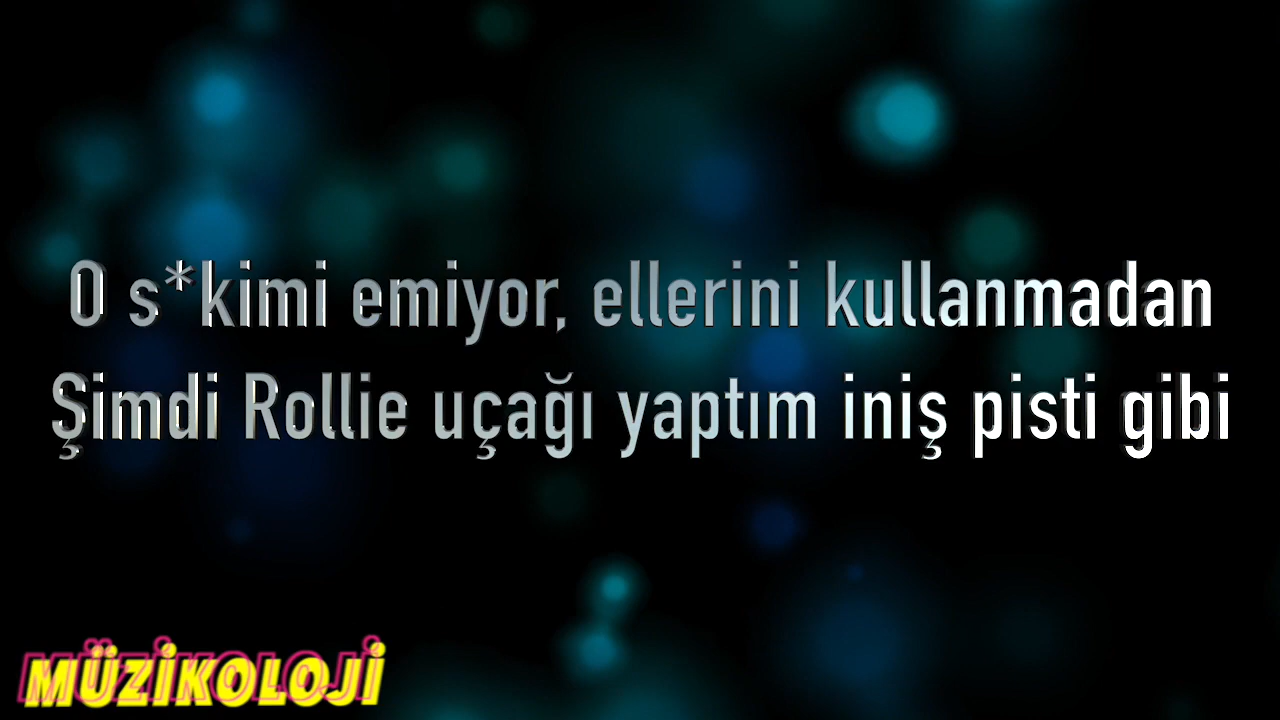 O s*kimi emiyor, ellerini kullanmadan
Şimdi Rollie uçağı yaptım iniş pisti gibi
MÜZİKOLOJİ